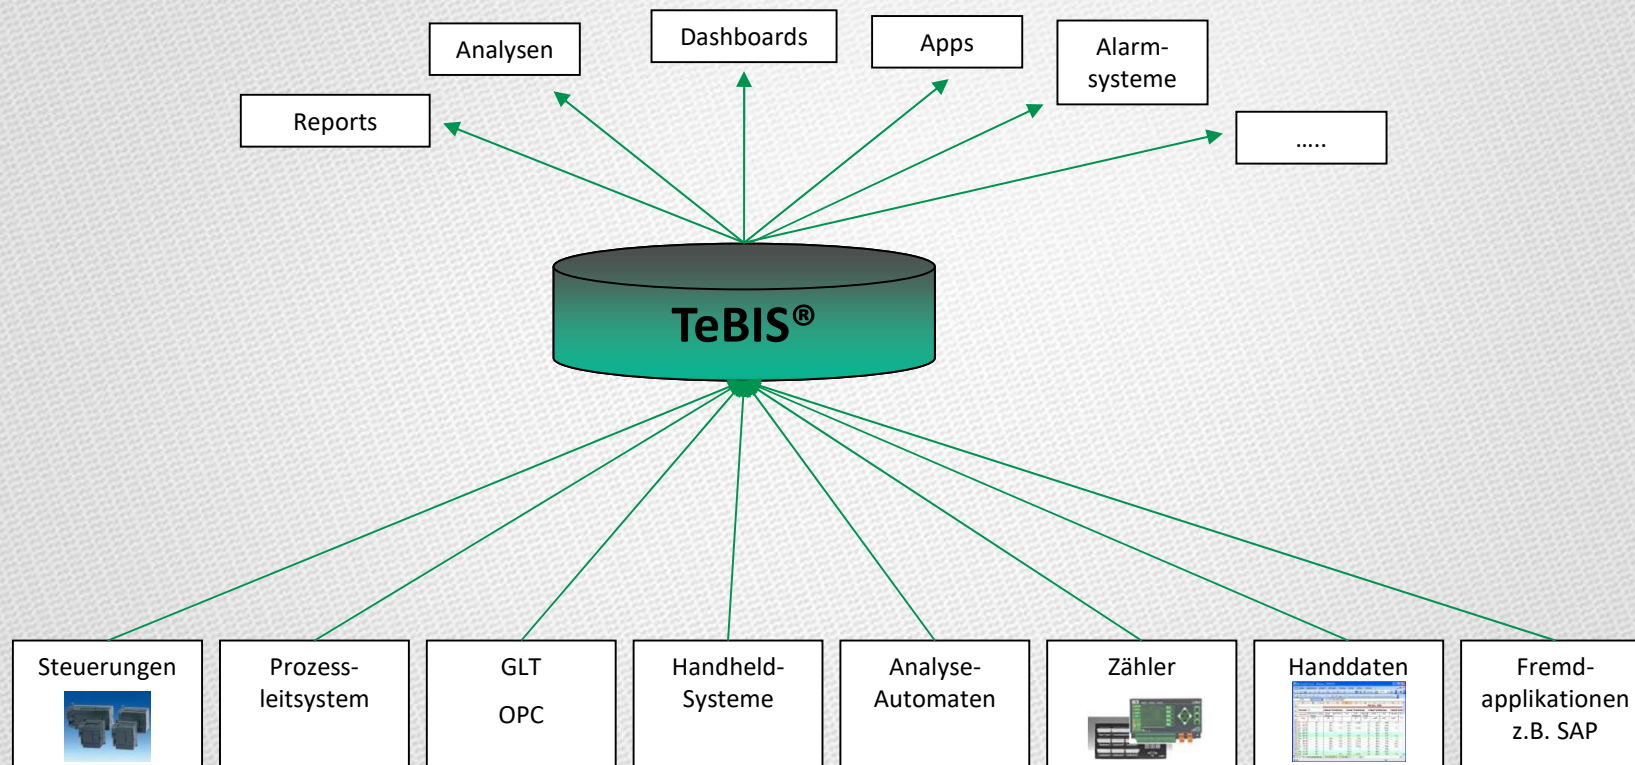 Reports
Analysen
Dashboards
Apps
Alarm-
systeme
.....
TeBIS®
Steuerungen
Prozess-
leitsystem
GLT
OPC
Handheld-
Systeme
Analyse-
Automaten
Zähler
Handdaten
Fremd-
applikationen
z.B. SAP